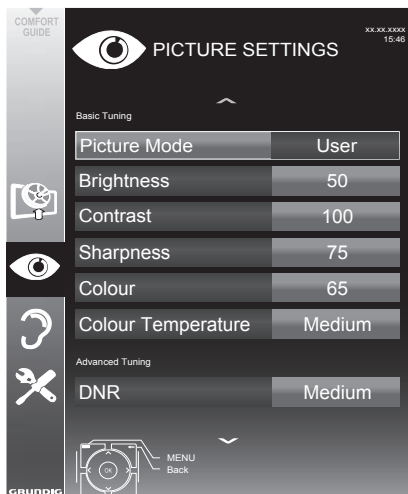 COMFORT
GUIDE
PICTURE SETTINGS
xx.xx.xxxx
15:46
Basic Tuning
Picture Mode User
Brightness 50
Contrast 100
Sharpness 75
Colour 65
Colour Temperature Medium
Advanced Tuning
DNR Medium
MENU
Back
OK
GRUNDIG